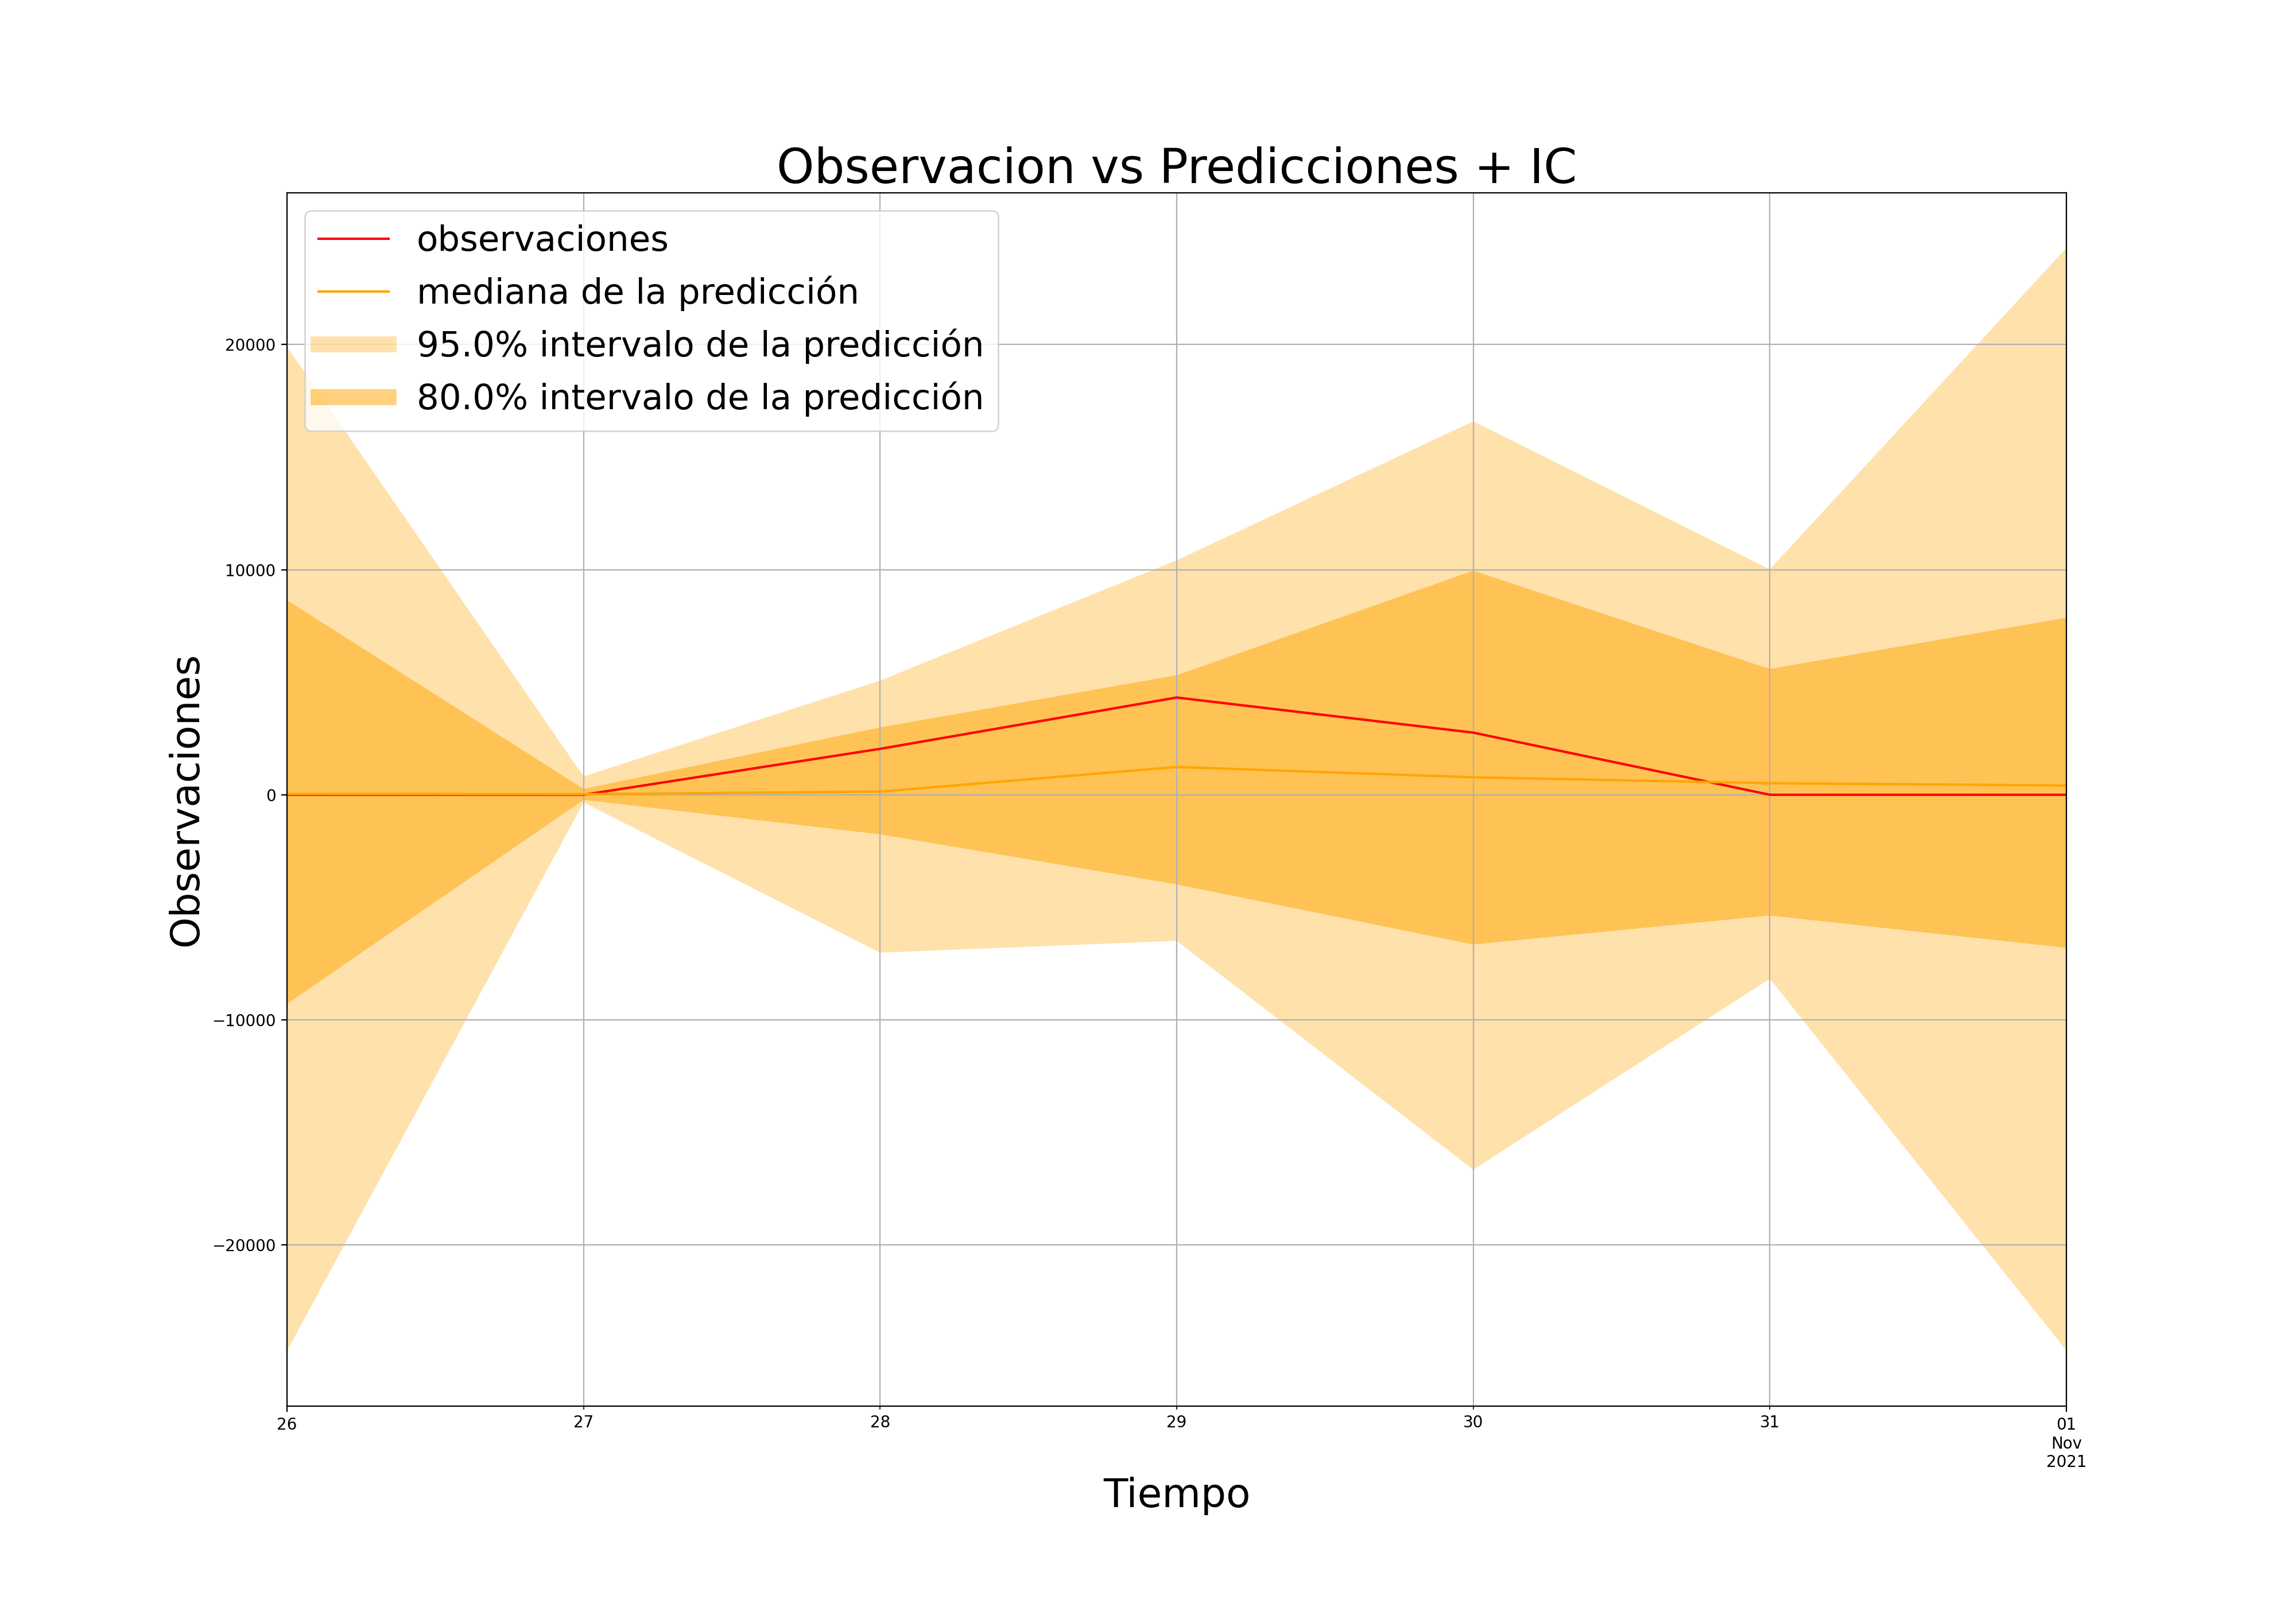 Observacion vs Predicciones + IC
observaciones
mediana de la predicción
95.0% intervalo de la predicción
80.0% intervalo de la predicción
20000
10000
0
−10000
−20000
Observaciones
26 27 28 29 30 31 01
Nov
2021
Tiempo